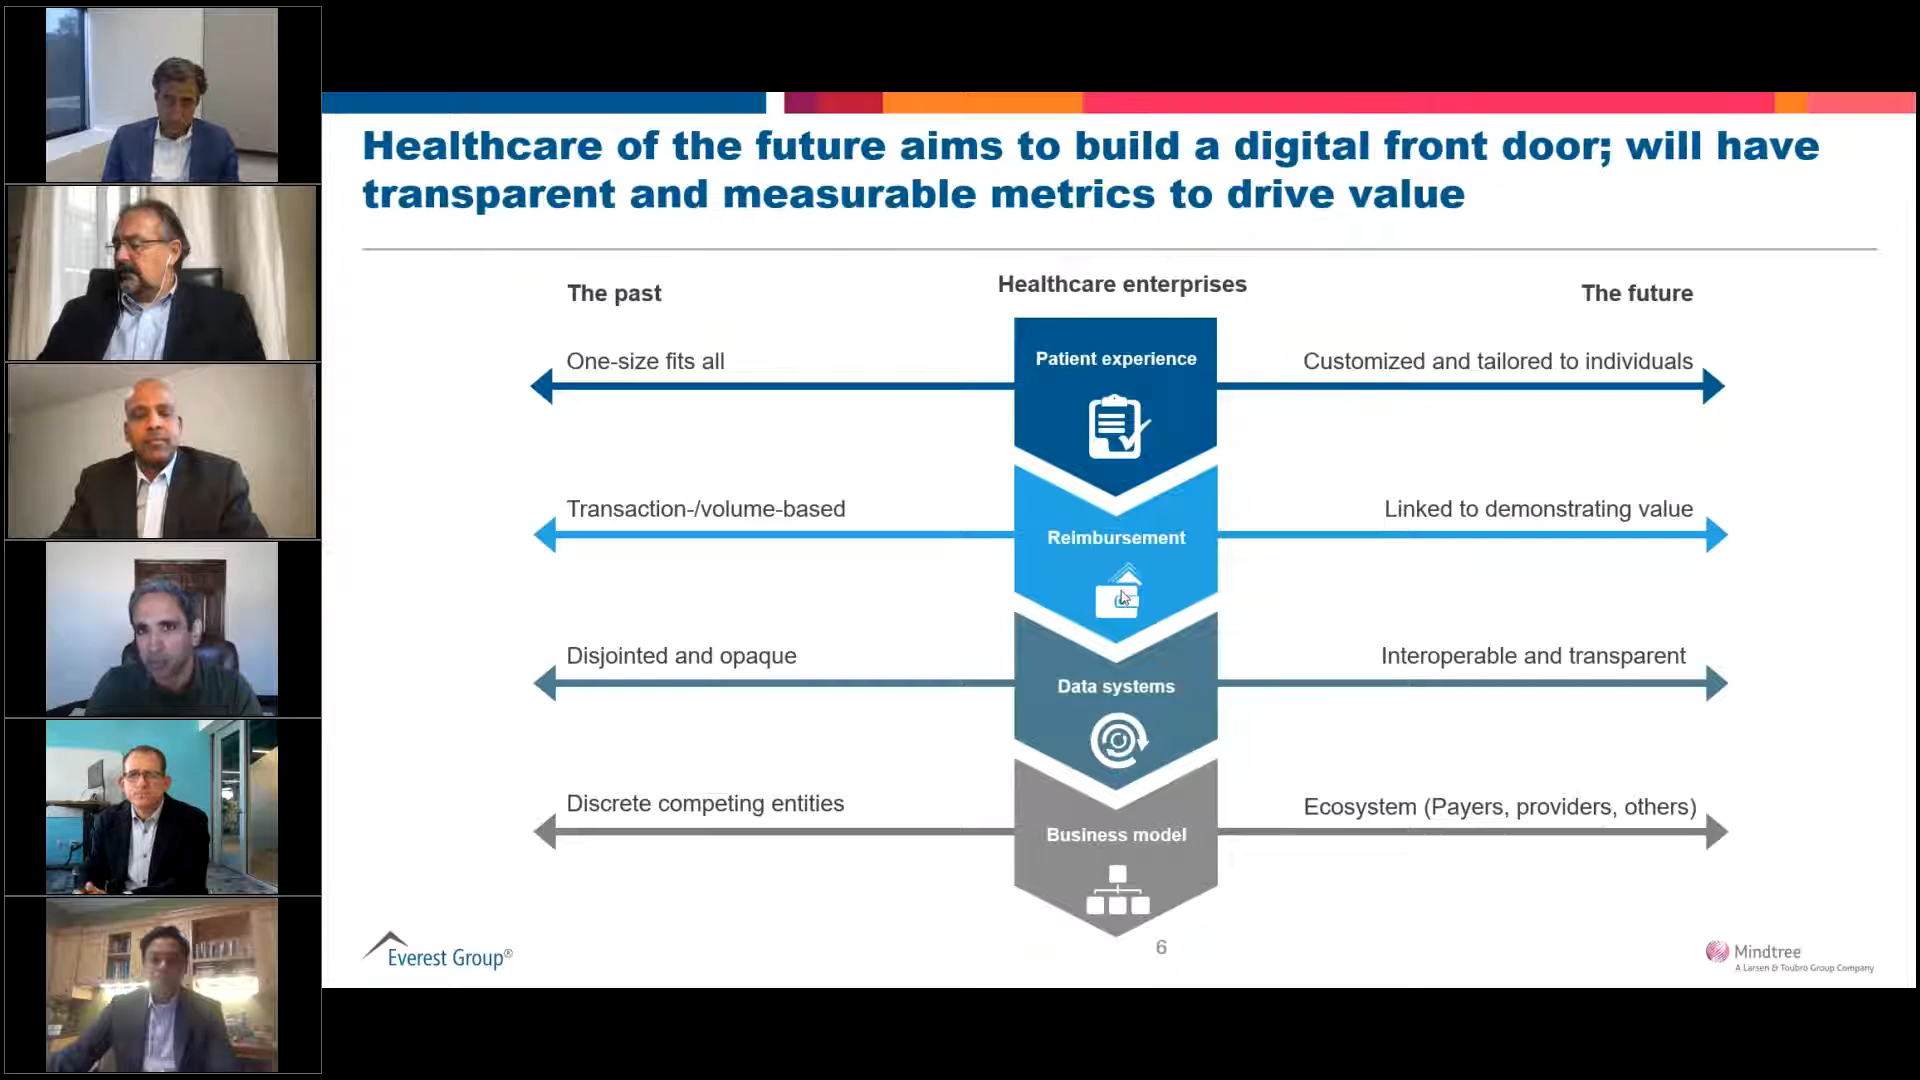 Healthcare of the future aims to build a digital front door; will have
transparent and measurable metrics to drive value
The past
Healthcare enterprises
The future
One-size fits all
Patient experience
Customized and tailored to individuals
Transaction-/volume-based
Reimbursement
Linked to demonstrating value
Disjointed and opaque
Data systems
Interoperable and transparent
Discrete competing entities
Business model
Ecosystem (Payers, providers, others)
Everest Group®
6
Mindtree
A Larsen & Toubro Group Company